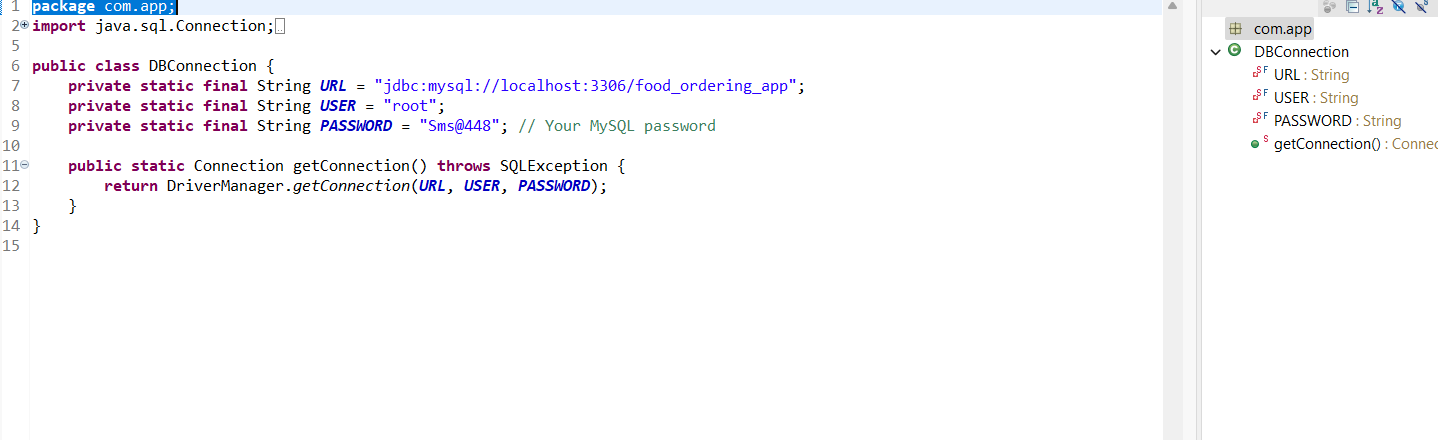 1 package com.app;
2 import java.sql.Connection;
5
6 public class DBConnection {
7 private static final String URL = "jdbc:mysql://localhost:3306/food_ordering_app";
8 private static final String USER = "root";
9 private static final String PASSWORD = "Sms@448"; // Your MySQL password
10
11 public static Connection getConnection() throws SQLException {
12 return DriverManager.getConnection(URL, USER, PASSWORD);
13 }
14 }
15
com.app
DBConnection
URL : String
USER : String
PASSWORD : String
getConnection() : Connec